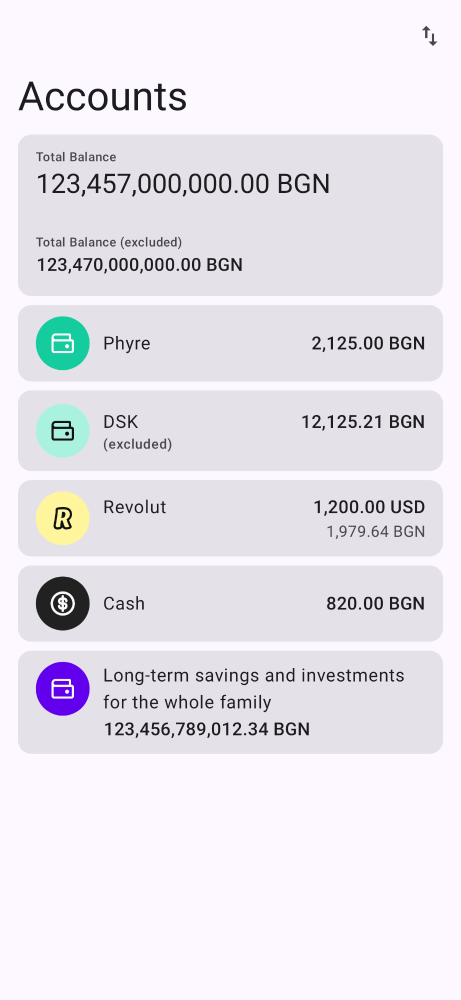 Accounts
Total Balance
123,457,000,000.00 BGN
Total Balance (excluded)
123,470,000,000.00 BGN
Phyre
2,125.00 BGN
DSK
12,125.21 BGN
(excluded)
Revolut
1,200.00 USD
1,979.64 BGN
Cash
820.00 BGN
Long-term savings and investments
for the whole family
123,456,789,012.34 BGN